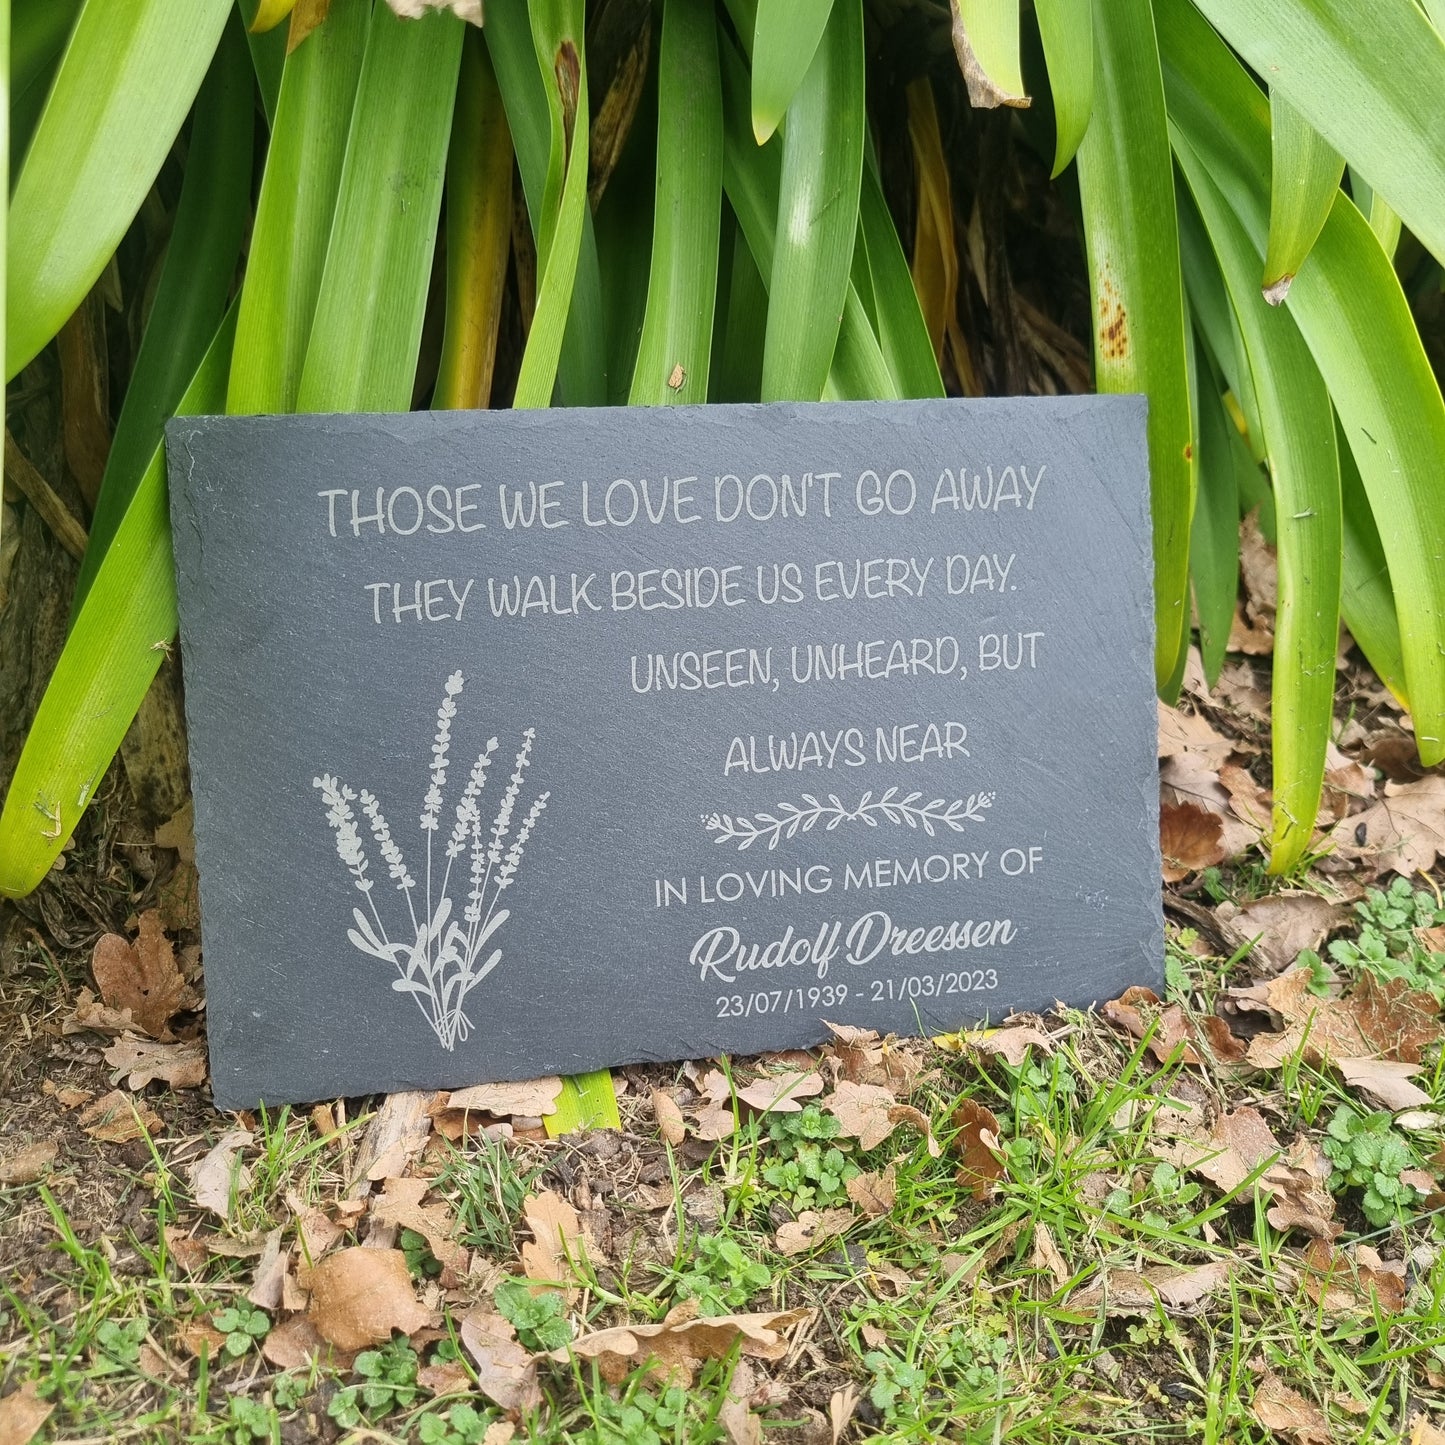 THOSE WE LOVE DON'T GO AWAY
THEY WALK BESIDE US EVERY DAY.
UNSEEN, UNHEARD, BUT
ALWAYS NEAR
IN LOVING MEMORY OF
Rudolf Dreessen
23/07/1939 - 21/03/2023